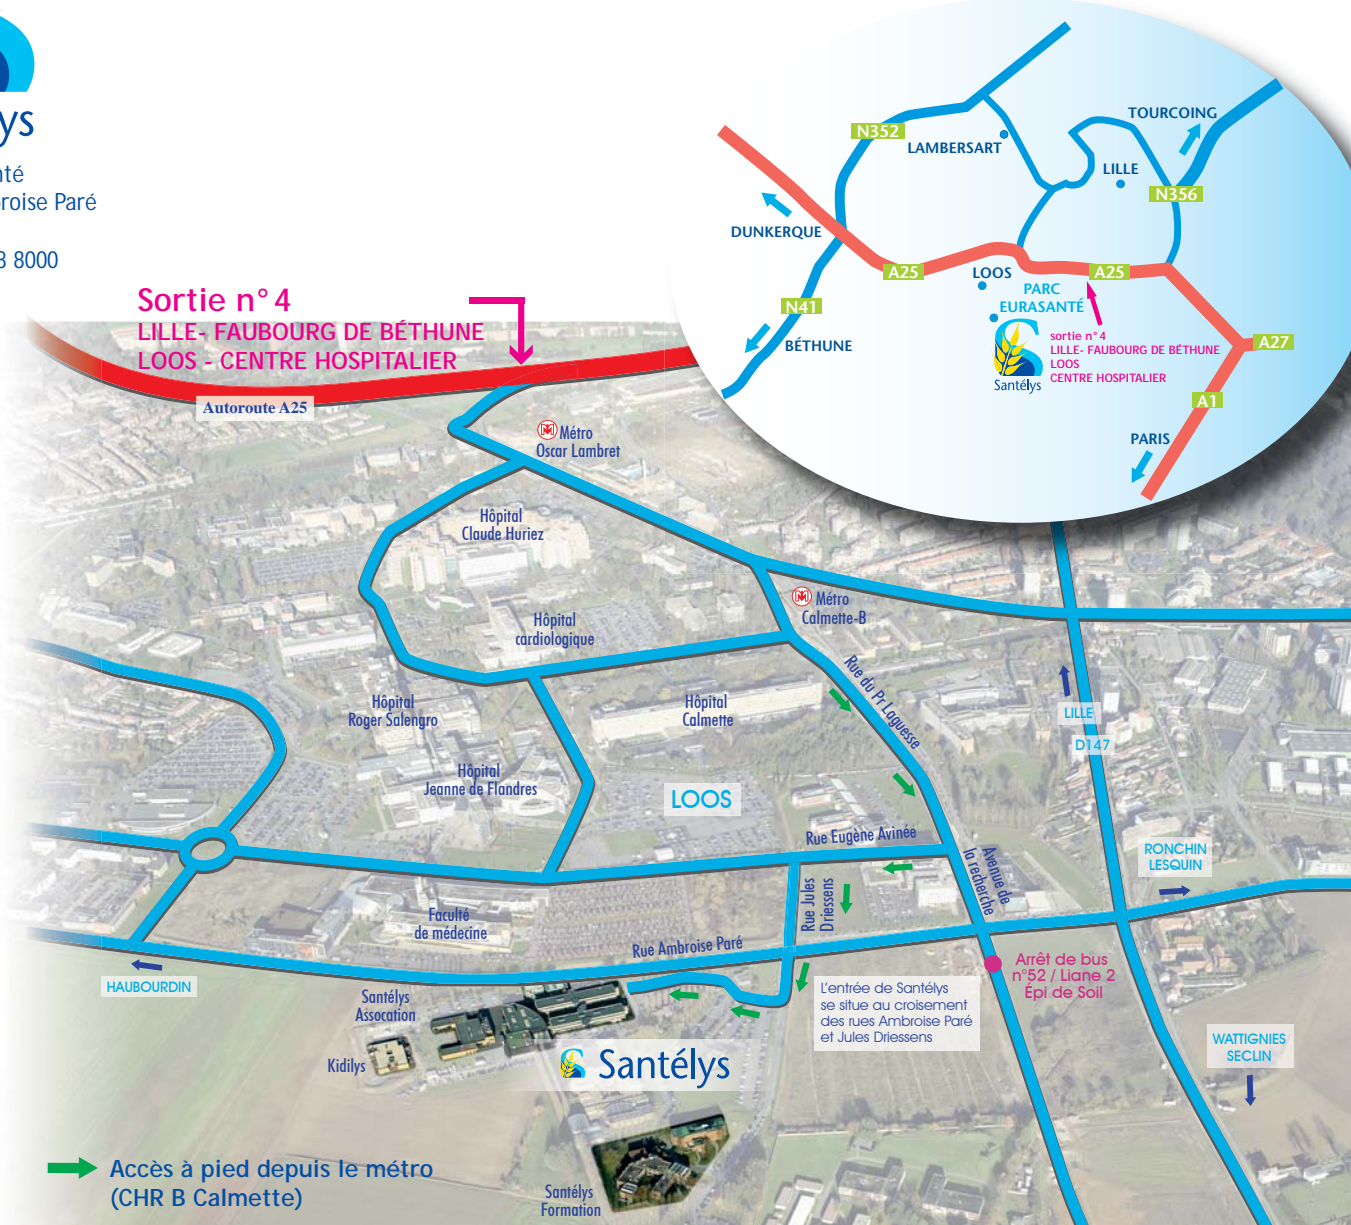 8000
Sortie n°4
LILLE- FAUBOURG DE BÉTHUNE
LOOS - CENTRE HOSPITALIER
Autoroute A25
N352
LAMBERSART
TOURCOING
LILLE
N356
DUNKERQUE
A25
LOOS
A25
PARC
EURASANTÉ
N41
BÉTHUNE
Santélys
sortie n°4
LILLE- FAUBOURG DE BÉTHUNE
LOOS
CENTRE HOSPITALIER
A27
A1
PARIS
Métro
Oscar Lambret
Hôpital
Claude Huriez
Métro
Calmette-B
Hôpital
cardiologique
Rue du Pr Laguesse
Hôpital
Roger Salengro
Hôpital
Calmette
LILLE
D147
Hôpital
Jeanne de Flandres
LOOS
Rue Eugène Avinée
Avenue de
la recherche
RONCHIN
LESQUIN
Rue Jules
Driessens
Faculté
de médecine
Rue Ambroise Paré
HAUBOURDIN
Arrêt de bus
n°52 / Liane 2
Épi de Soil
L'entrée de Santélys
se situe au croisement
des rues Ambroise Paré
et Jules Driessens
Santélys
Assocation
Kidilys
Santélys
WATTIGNIES
SECLIN
Accès à pied depuis le métro
(CHR B Calmette)
Santélys
Formation